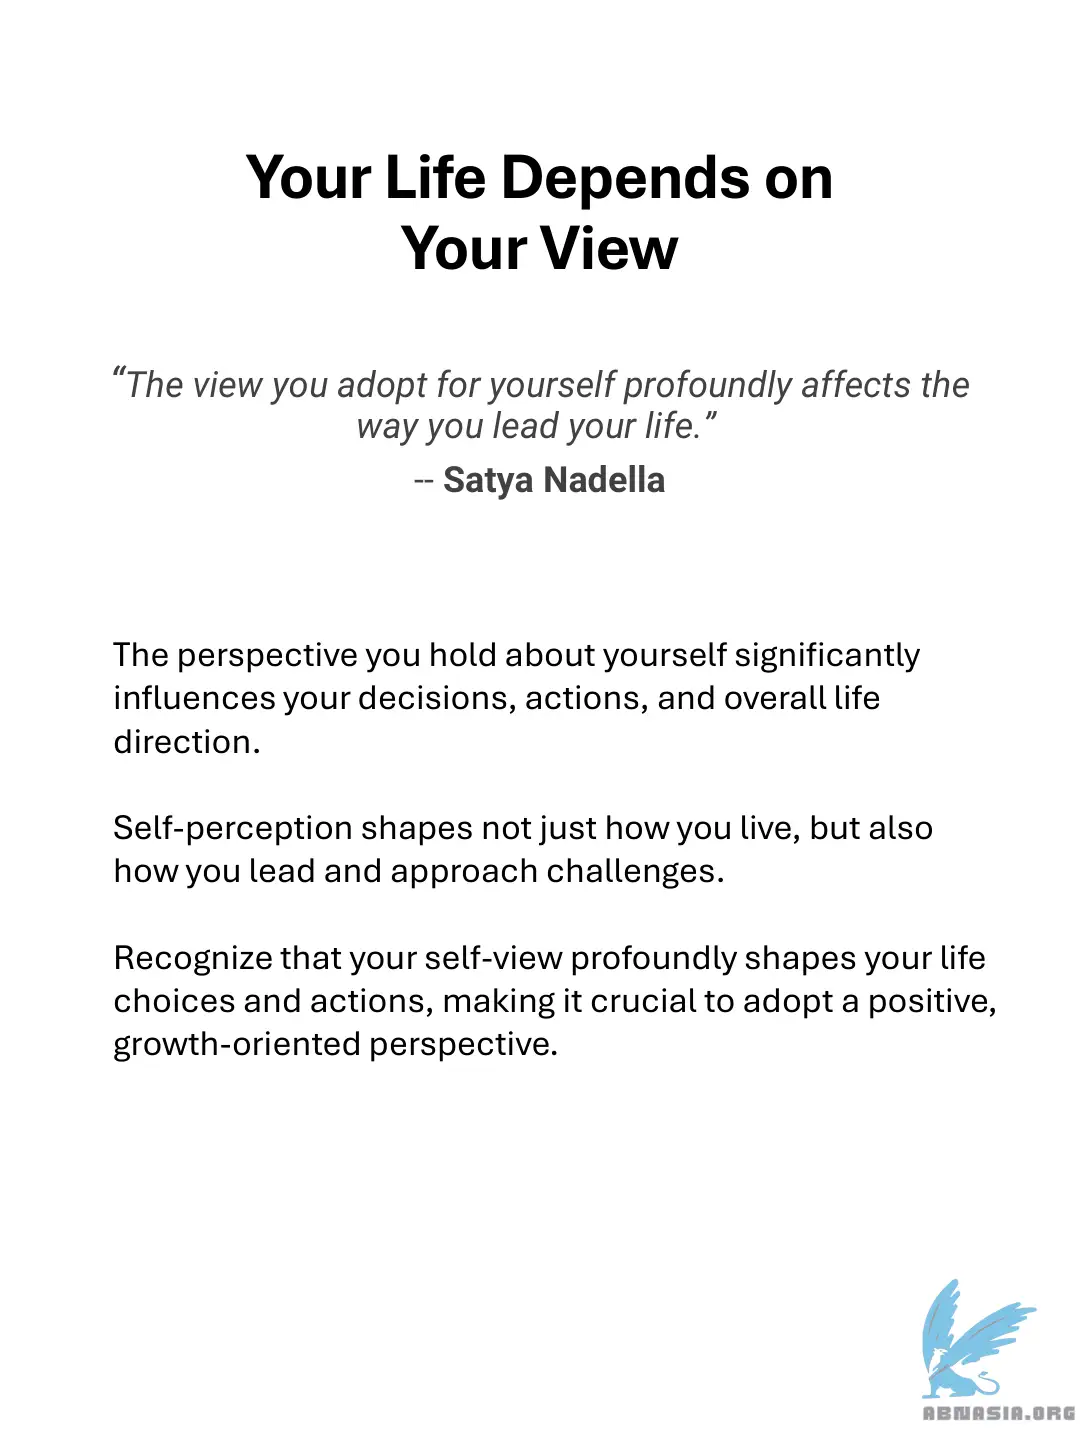 Your Life Depends on
Your View
“The view you adopt for yourself profoundly affects the
way you lead your life.”
-- Satya Nadella
The perspective you hold about yourself significantly
influences your decisions, actions, and overall life
direction.
Self-perception shapes not just how you live, but also
how you lead and approach challenges.
Recognize that your self-view profoundly shapes your life
choices and actions, making it crucial to adopt a positive,
growth-oriented perspective.
ABNASIA.ORG